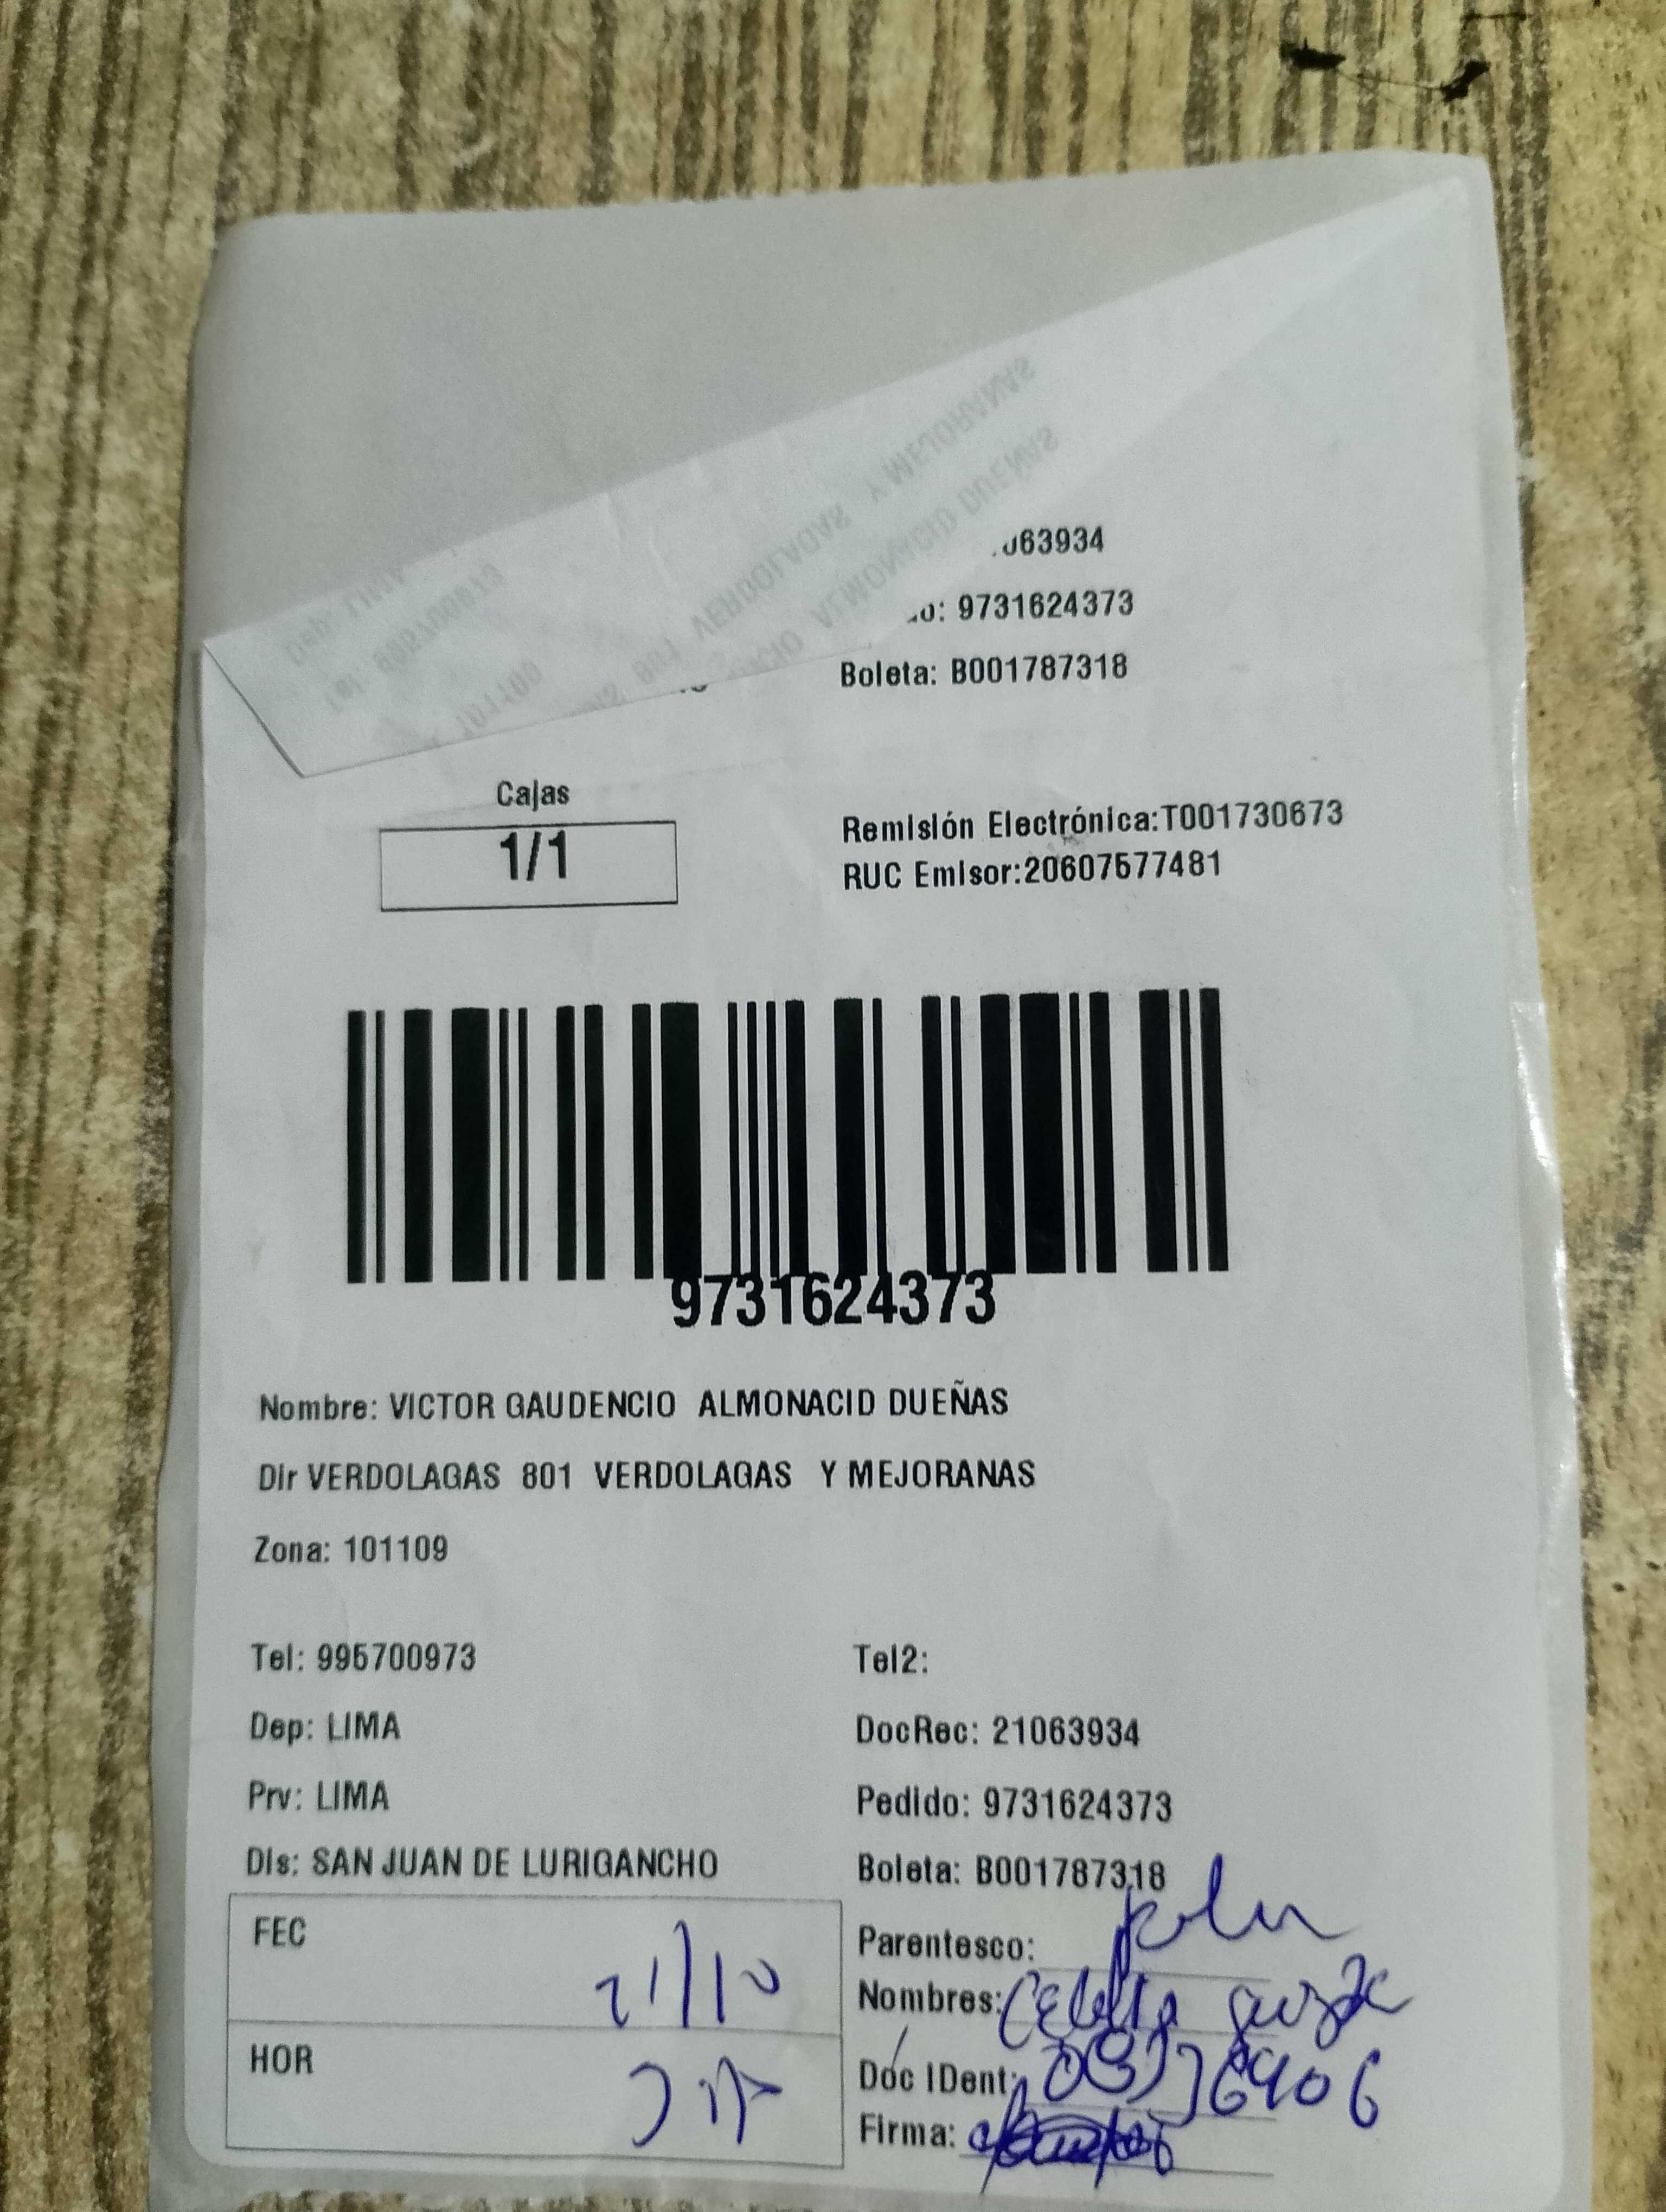 063934
o: 9731624373
Boleta: B001787318
Cajas
1/1
Remisión Electrónica:T001730673
RUC Emisor:20607577481
9731624373
Nombre: VICTOR GAUDENCIO ALMONACID DUEÑAS
Dir VERDOLAGAS 801 VERDOLAGAS Y MEJORANAS
Zona: 101109
Tel: 995700973
Tel2:
Dep: LIMA
DocRec: 21063934
Prv: LIMA
Pedido: 9731624373
Dis: SAN JUAN DE LURIGANCHO
Boleta: B001787318
FEC 21/10
Parentesco:
Nombres:
HOR
Doc IDent:
Firma: